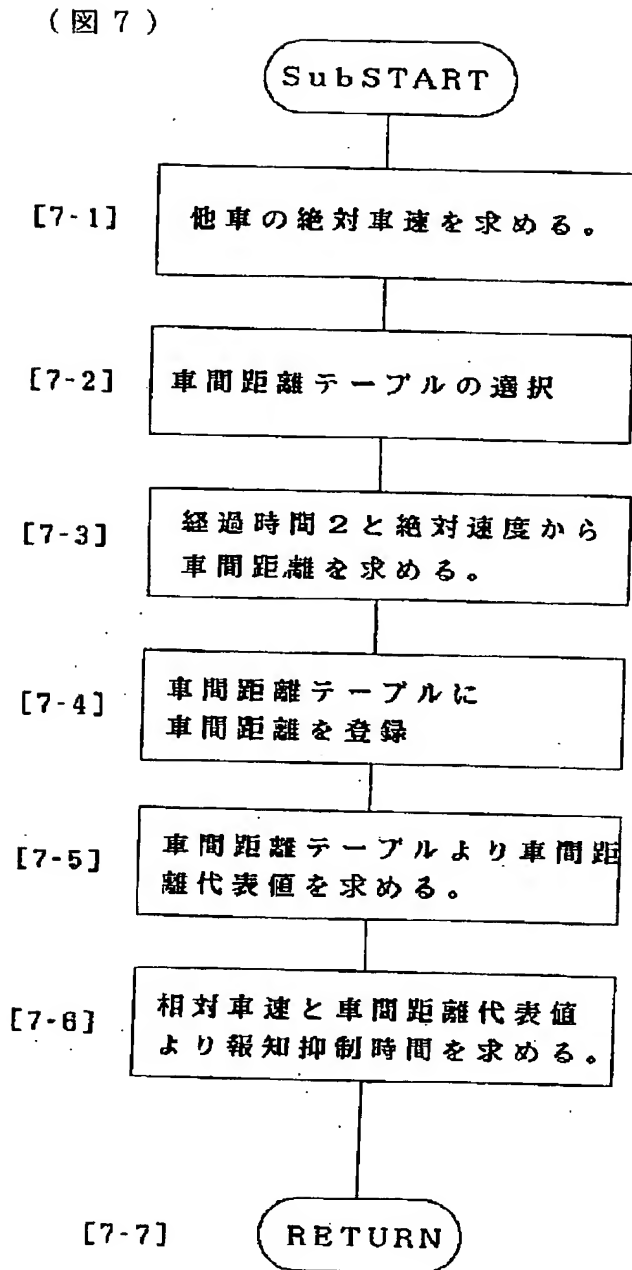 (図7)
SubSTART
[7-1] 他車の絶対車速を求める。
[7-2] 車間距離テーブルの選択
[7-3] 経過時間2と絶対速度から
車間距離を求める。
[7-4] 車間距離テーブルに
車間距離を登録
[7-5] 車間距離テーブルより車間距
離代表値を求める。
[7-6] 相対車速と車間距離代表値
より報知抑制時間を求める。
[7-7] RETURN